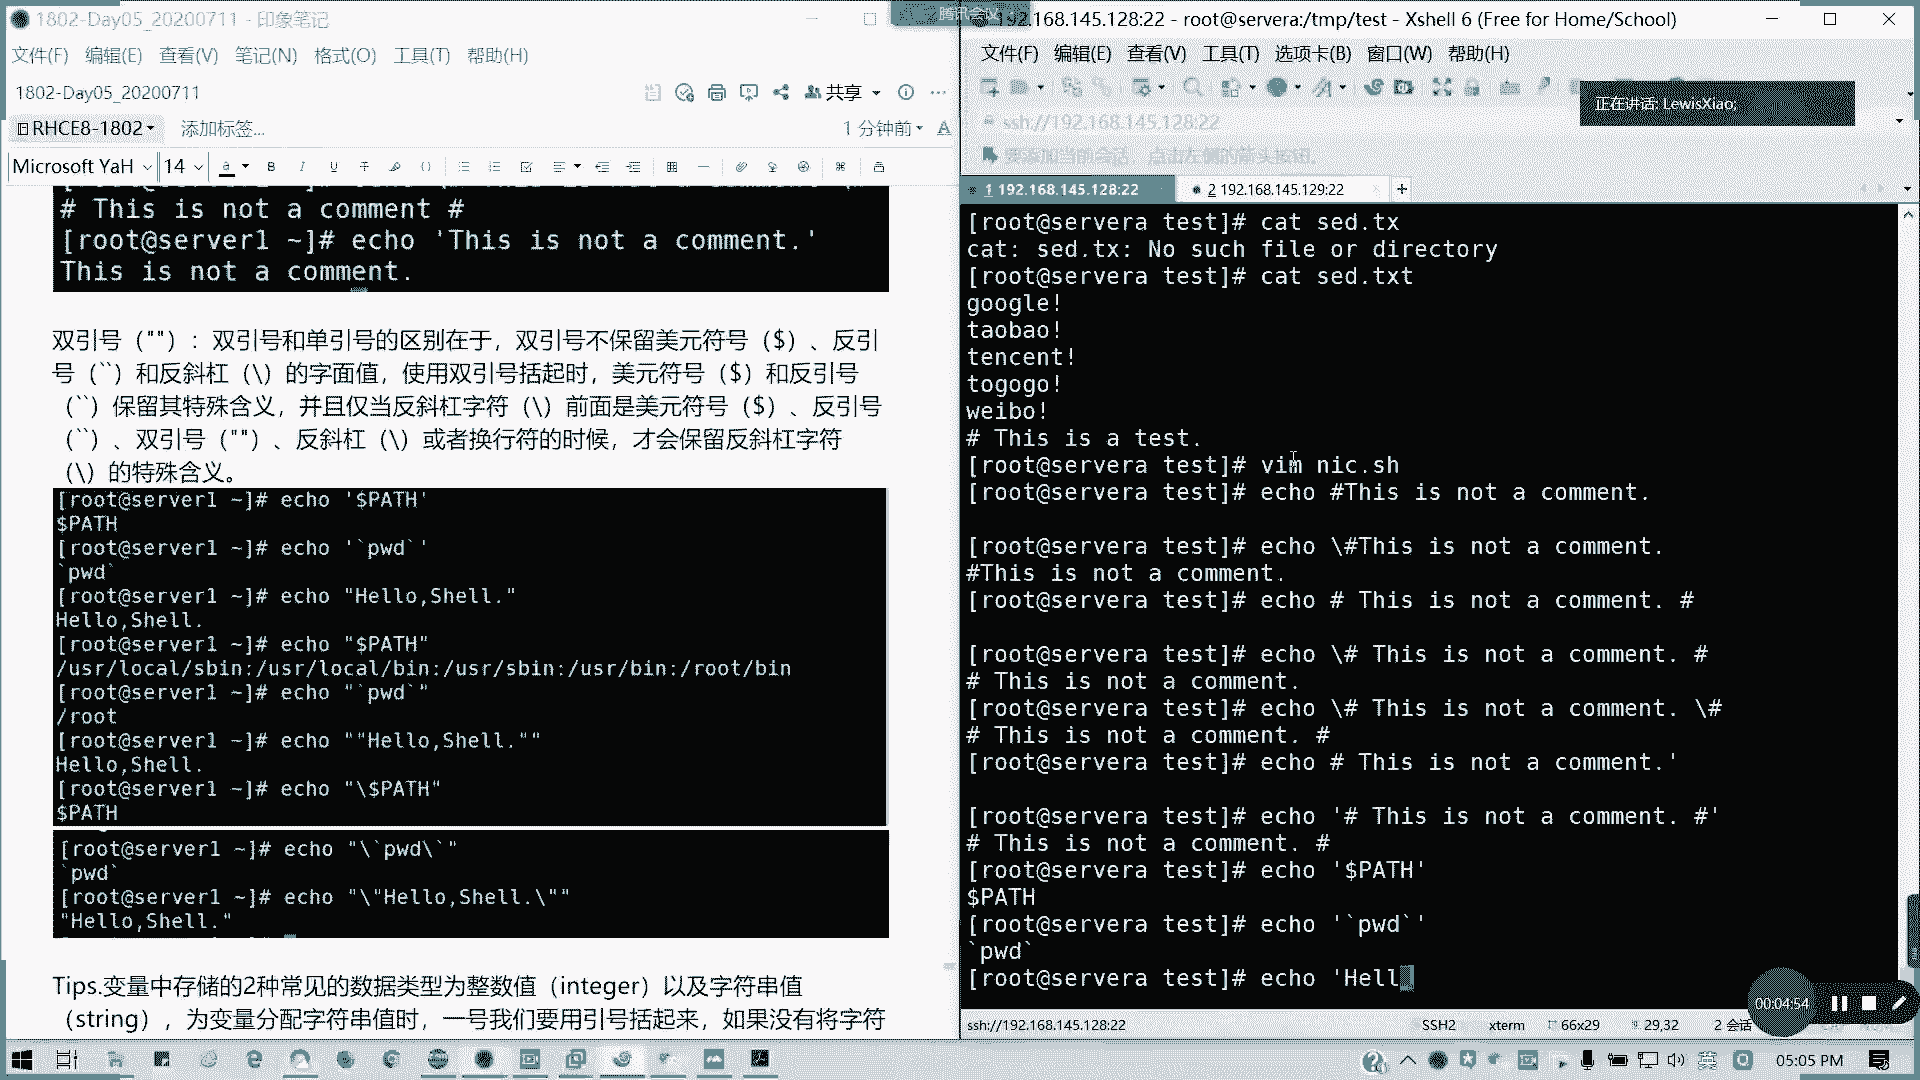 1802-Day05_20200711 - 印象笔记
文件(F) 编辑(E) 查看(V) 笔记(N) 格式(O) 工具(T) 帮助(H)
1802-Day05_20200711
共享
RHCE8-1802
添加标签...
1 分钟前
Microsoft YaH 14
# This is not a comment #
[root@server1 ~]# echo 'This is not a comment.'
This is not a comment.
双引号（""）：双引号和单引号的区别在于，双引号不保留美元符号（$）、反引
号（``）和反斜杠（\）的字面值，使用双引号括起时，美元符号（$）和反引号
（``）保留其特殊含义，并且仅当反斜杠字符（\）前面是美元符号（$）、反引号
（``）、双引号（""）、反斜杠（\）或者换行符的时候，才会保留反斜杠字符
（\）的特殊含义。
[root@server1 ~]# echo '$PATH'
$PATH
[root@server1 ~]# echo '`pwd`'
`pwd`
[root@server1 ~]# echo "Hello,Shell."
Hello,Shell.
[root@server1 ~]# echo "$PATH"
/usr/local/sbin:/usr/local/bin:/usr/sbin:/usr/bin:/root/bin
[root@server1 ~]# echo "`pwd`"
/root
[root@server1 ~]# echo ""Hello,Shell.""
Hello,Shell.
[root@server1 ~]# echo "\$PATH"
$PATH
[root@server1 ~]# echo "\`pwd\`"
`pwd`
[root@server1 ~]# echo "\"Hello,Shell.\""
"Hello,Shell."
Tips.变量中存储的2种常见的数据类型为整数值（integer）以及字符串值
（string），为变量分配字符串值时，一号我们要用引号括起来，如果没有将字符
腾讯会议
192.168.145.128:22 - root@servera:/tmp/test - Xshell 6 (Free for Home/School)
文件(F) 编辑(E) 查看(V) 工具(T) 选项卡(B) 窗口(W) 帮助(H)
正在讲话: LewisXiao;
ssh://192.168.145.128:22
要添加当前会话，点击左侧的箭头按钮。
1 192.168.145.128:22
2 192.168.145.129:22
[root@servera test]# cat sed.tx
cat: sed.tx: No such file or directory
[root@servera test]# cat sed.txt
google!
taobao!
tencent!
togogo!
weibo!
# This is a test.
[root@servera test]# vim nic.sh
[root@servera test]# echo #This is not a comment.
[root@servera test]# echo \#This is not a comment.
#This is not a comment.
[root@servera test]# echo # This is not a comment. #
[root@servera test]# echo \# This is not a comment. #
# This is not a comment.
[root@servera test]# echo \# This is not a comment. \#
# This is not a comment. #
[root@servera test]# echo # This is not a comment.'
[root@servera test]# echo '# This is not a comment. #'
# This is not a comment. #
[root@servera test]# echo '$PATH'
$PATH
[root@servera test]# echo '`pwd`'
`pwd`
[root@servera test]# echo 'Hell
00:04:54
ssh://192.168.145.128:22
SSH2 xterm 66x29 29,32 2 会话
英
05:05 PM